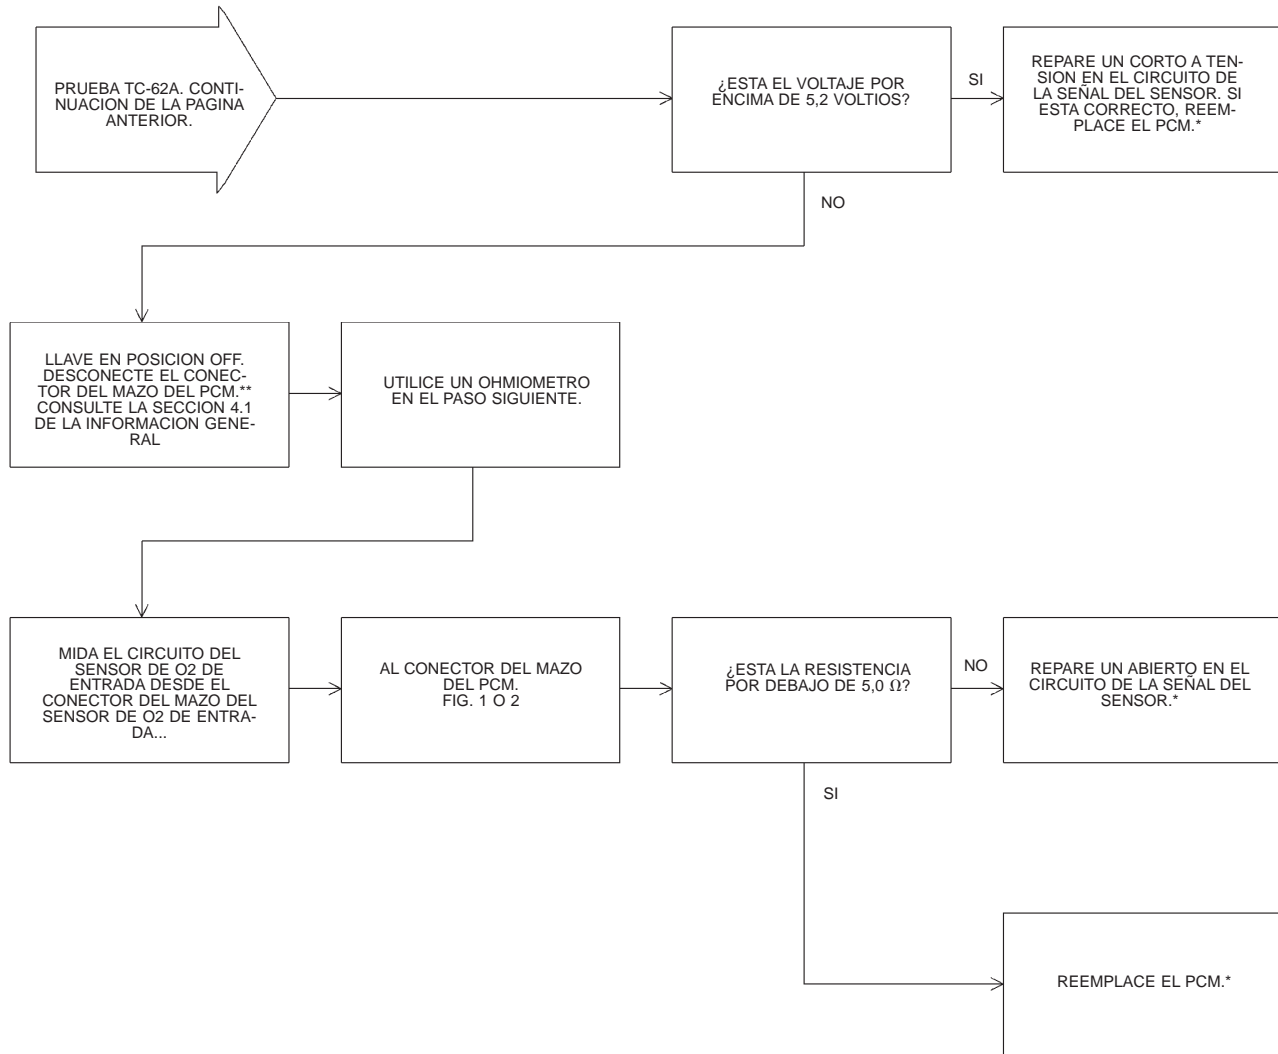 PRUEBA TC-62A. CONTI-
NUACION DE LA PAGINA
ANTERIOR.
¿ESTA EL VOLTAJE POR
ENCIMA DE 5,2 VOLTIOS?
SI
REPARE UN CORTO A TEN-
SION EN EL CIRCUITO DE
LA SEÑAL DEL SENSOR. SI
ESTA CORRECTO, REEM-
PLACE EL PCM.*
NO
LLAVE EN POSICION OFF.
DESCONECTE EL CONEC-
TOR DEL MAZO DEL PCM.**
CONSULTE LA SECCION 4.1
DE LA INFORMACION GENE-
RAL
UTILICE UN OHMIOMETRO
EN EL PASO SIGUIENTE.
MIDA EL CIRCUITO DEL
SENSOR DE O2 DE
ENTRADA DESDE EL
CONECTOR DEL MAZO DEL
SENSOR DE O2 DE ENTRA-
DA...
AL CONECTOR DEL MAZO
DEL PCM.
FIG. 1 O 2
¿ESTA LA RESISTENCIA
POR DEBAJO DE 5,0 Ω?
NO
REPARE UN ABIERTO EN EL
CIRCUITO DE LA SEÑAL DEL
SENSOR.*
SI
REEMPLACE EL PCM.*